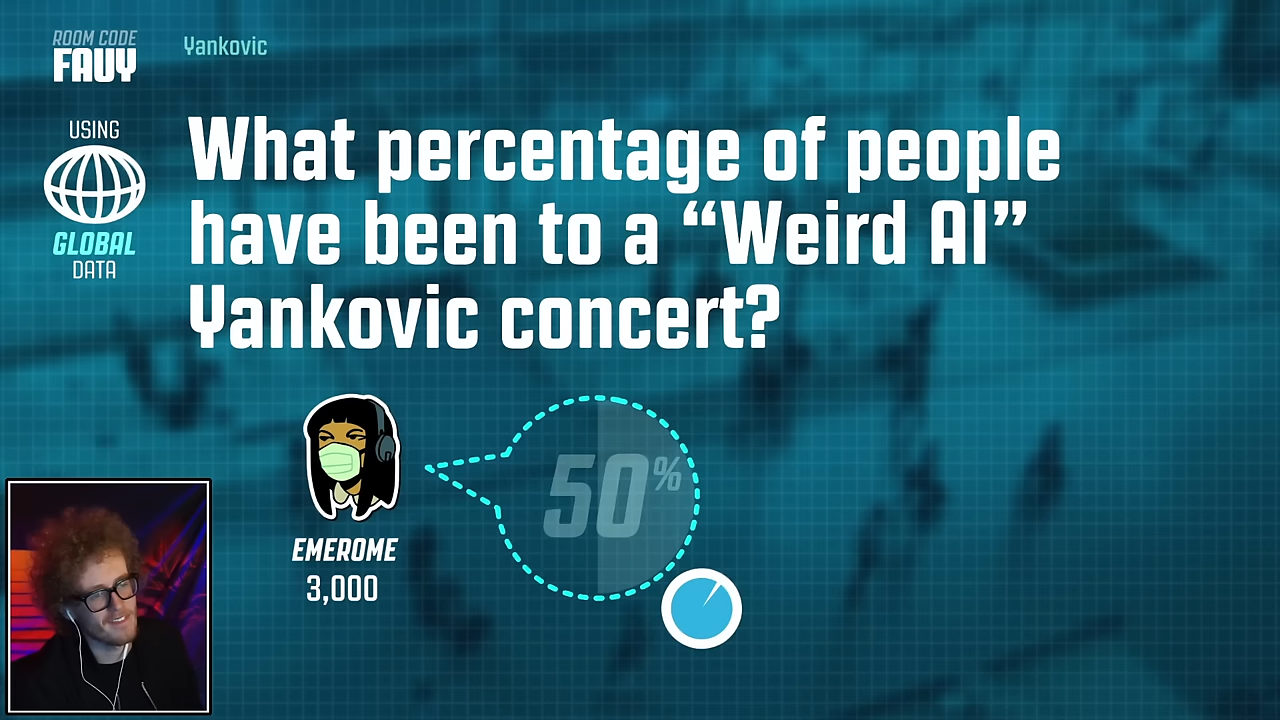 ROOM CODE
FAUY
Yankovic
USING
GLOBAL
DATA
What percentage of people
have been to a “Weird Al”
Yankovic concert?
50%
EMEROME
3,000